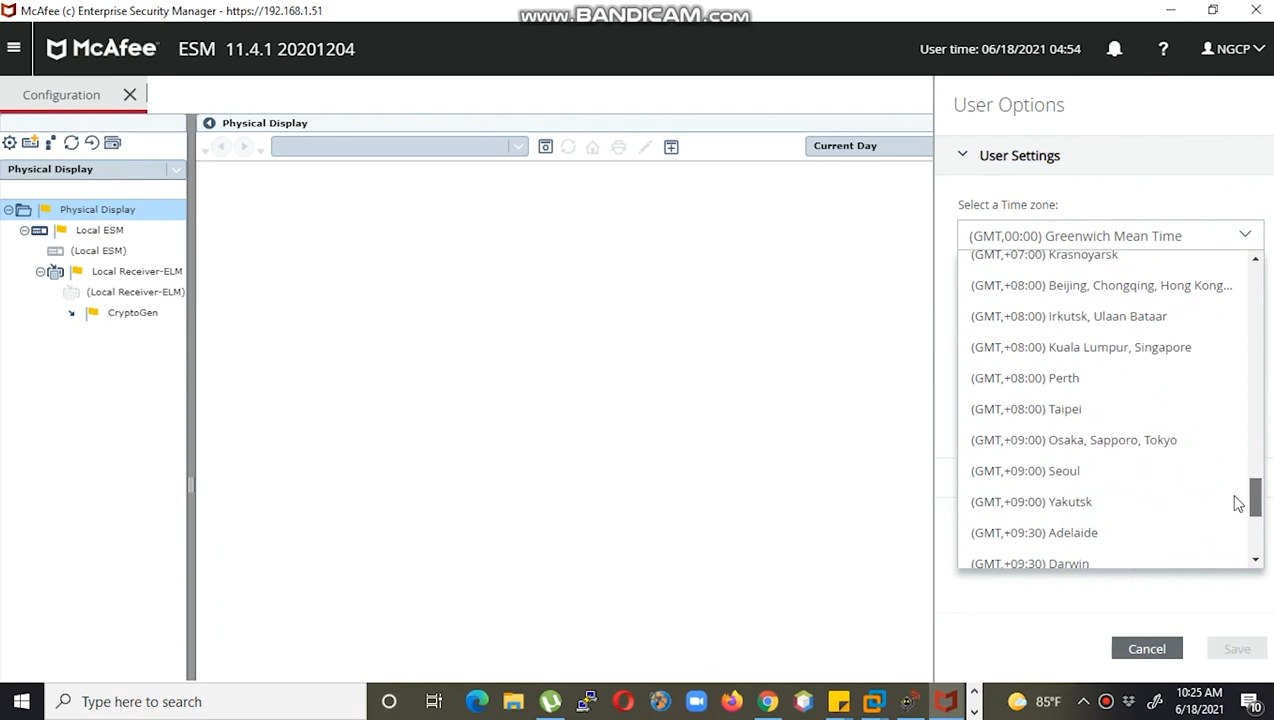 McAfee (c) Enterprise Security Manager - https://192.168.1.51
www.BANDICAM.com
McAfee
ESM 11.4.1 20201204
User time: 06/18/2021 04:54
?
NGCP
Configuration
User Options
Physical Display
User Settings
Current Day
Physical Display
Physical Display
Local ESM
(Local ESM)
Local Receiver-ELM
(Local Receiver-ELM)
CryptoGen
Select a Time zone:
(GMT,00:00) Greenwich Mean Time
(GMT,+07:00) Krasnoyarsk
(GMT,+08:00) Beijing, Chongqing, Hong Kong...
(GMT,+08:00) Irkutsk, Ulaan Bataar
(GMT,+08:00) Kuala Lumpur, Singapore
(GMT,+08:00) Perth
(GMT,+08:00) Taipei
(GMT,+09:00) Osaka, Sapporo, Tokyo
(GMT,+09:00) Seoul
(GMT,+09:00) Yakutsk
(GMT,+09:30) Adelaide
(GMT,+09:30) Darwin
Cancel
Save
Type here to search
85°F
10:25 AM
6/18/2021
10